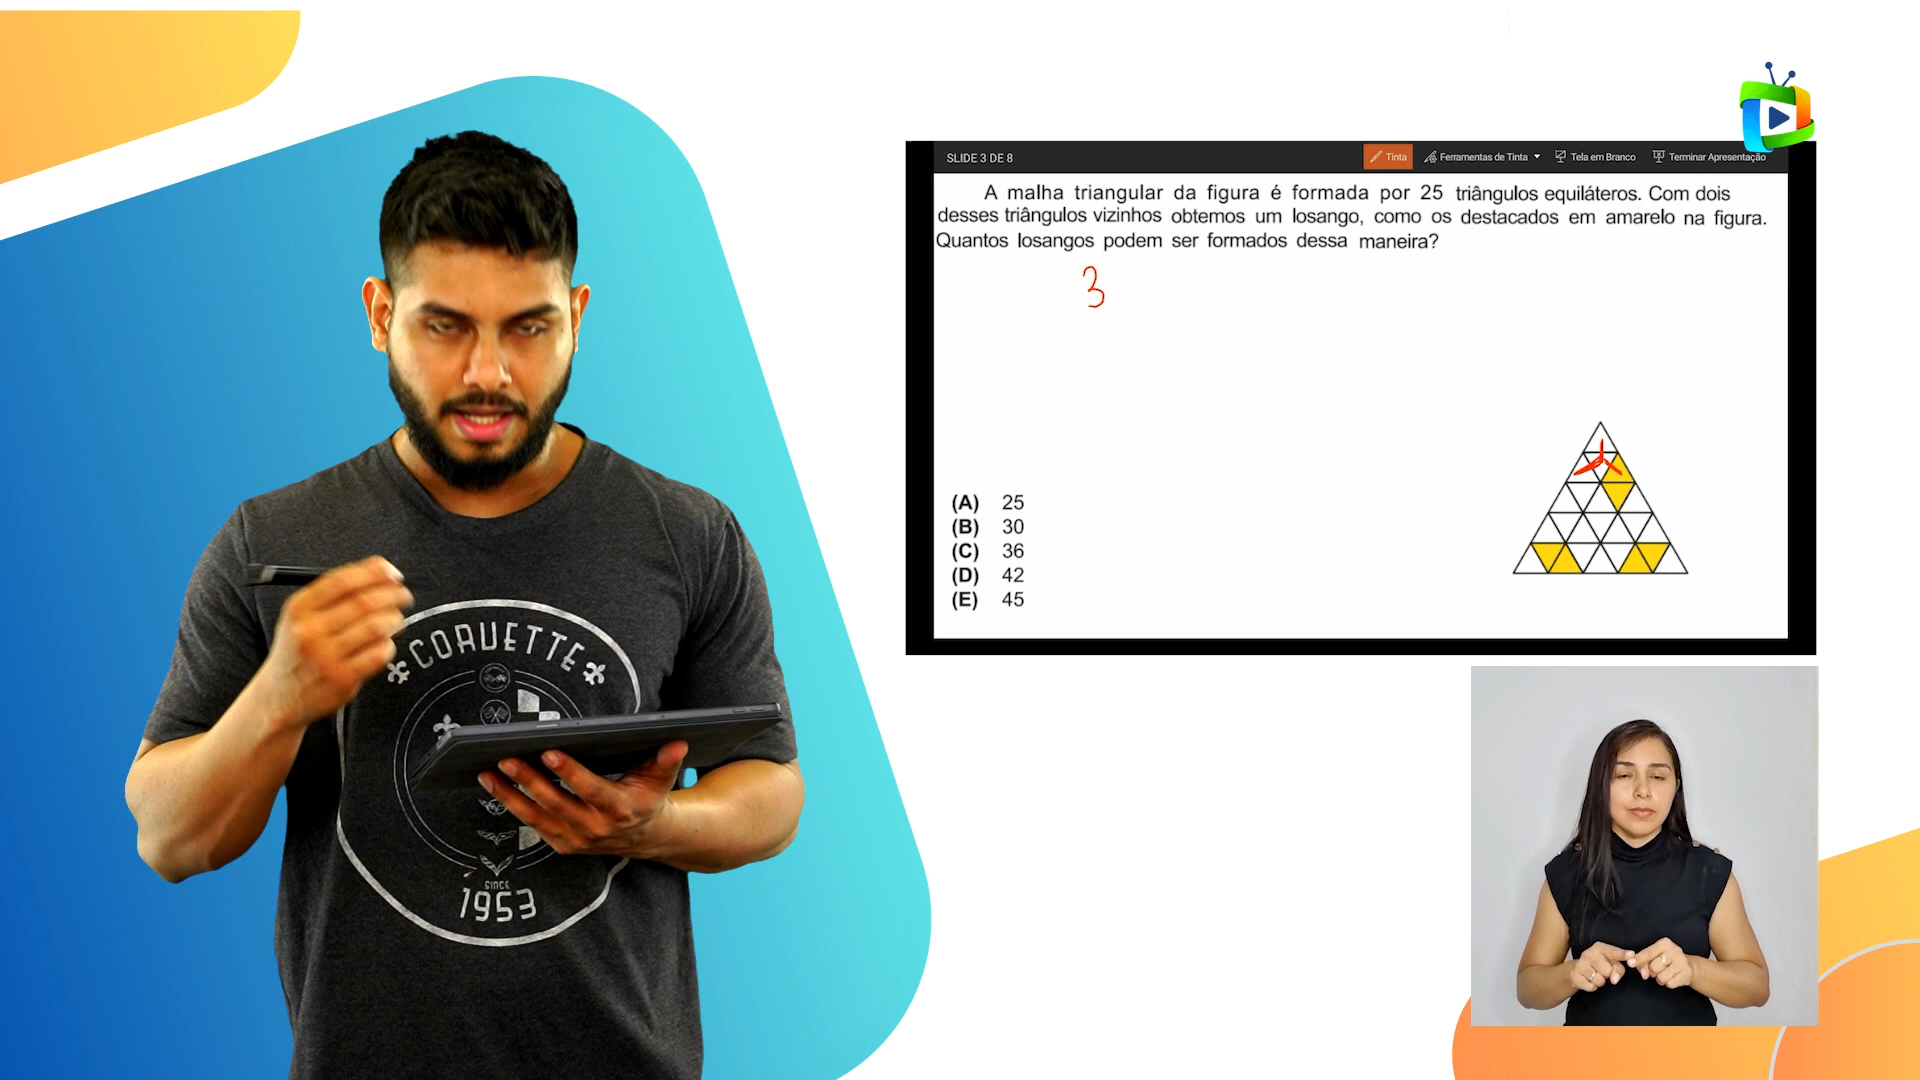 SLIDE 3 DE 8
Tinta
Ferramentas de Tinta
Tela em Branco
Terminar Apresentação
A malha triangular da figura é formada por 25 triângulos equiláteros. Com dois
desses triângulos vizinhos obtemos um losango, como os destacados em amarelo na figura.
Quantos losangos podem ser formados dessa maneira?
3
(A) 25
(B) 30
(C) 36
(D) 42
(E) 45
CORVETTE
SINCE
1953